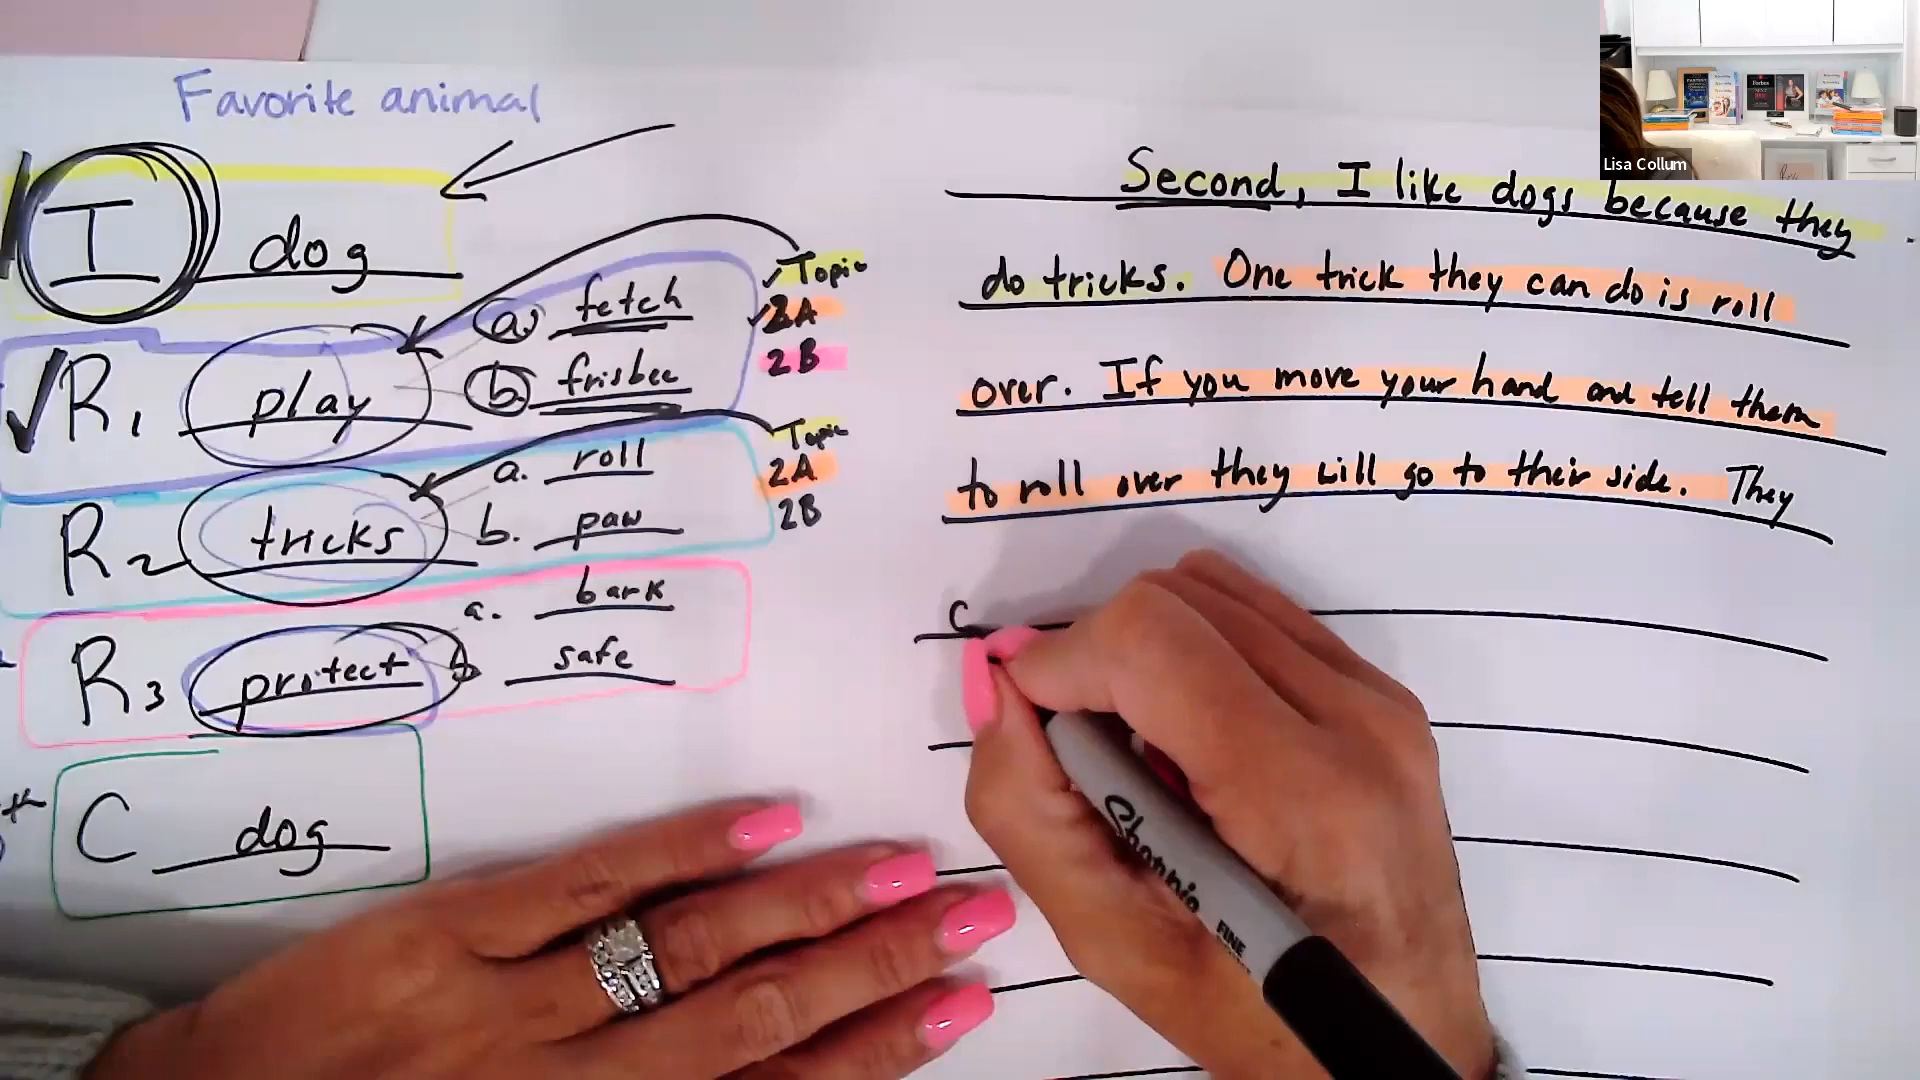 Favorite animal
I dog
R1 play
a. fetch
b. frisbee
Topic
2A
2B
R2 tricks
a. roll
b. paw
Topic
2A
2B
R3 protect
a. bark
b safe
C dog
th
Second, I like dogs because they
do tricks. One trick they can do is roll
over. If you move your hand and tell them
to roll over they will go to their side. They
C
Sharpie
FINE
Lisa Collum
Forbes